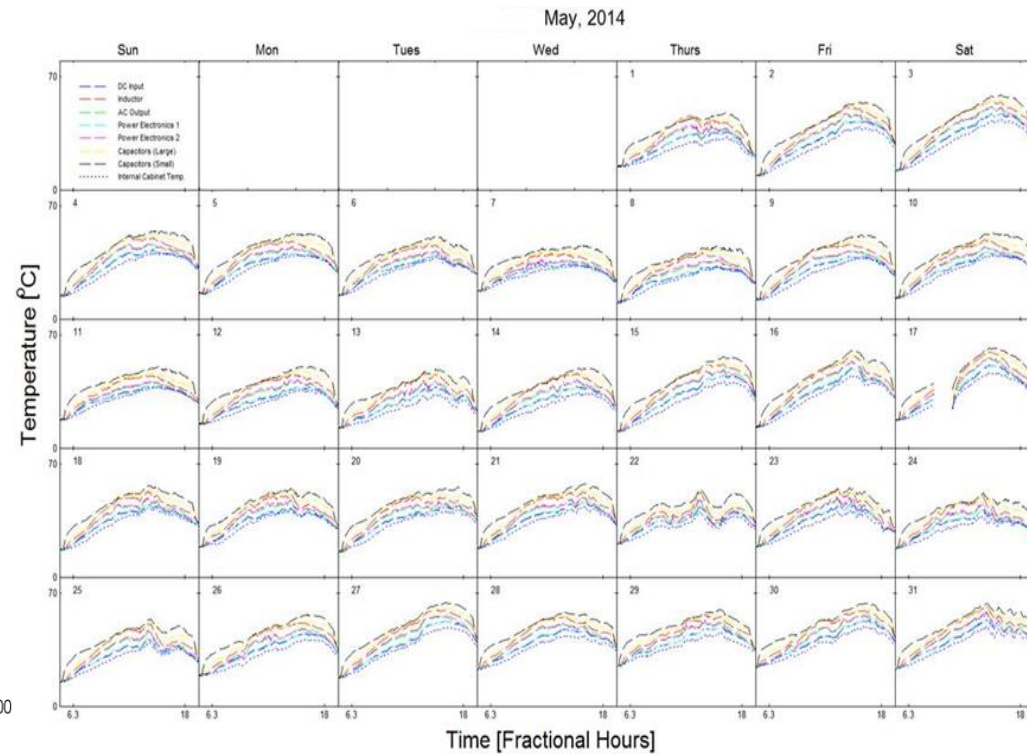 May, 2014
Sun Mon Tues Wed Thurs Fri Sat
70 1 2 3
DC Input
Inductor
AC Output
Power Electronics 1
Power Electronics 2
Capacitors (Large)
Capacitors (Small)
Internal Cabinet Temp.
0
70 4 5 6 7 8 9 10
0
70 11 12 13 14 15 16 17
0
70 18 19 20 21 22 23 24
0
70 25 26 27 28 29 30 31
0
6.3 18 6.3 18 6.3 18 6.3 18 6.3 18 6.3 18 6.3 18
Temperature [°C]
Time [Fractional Hours]
00